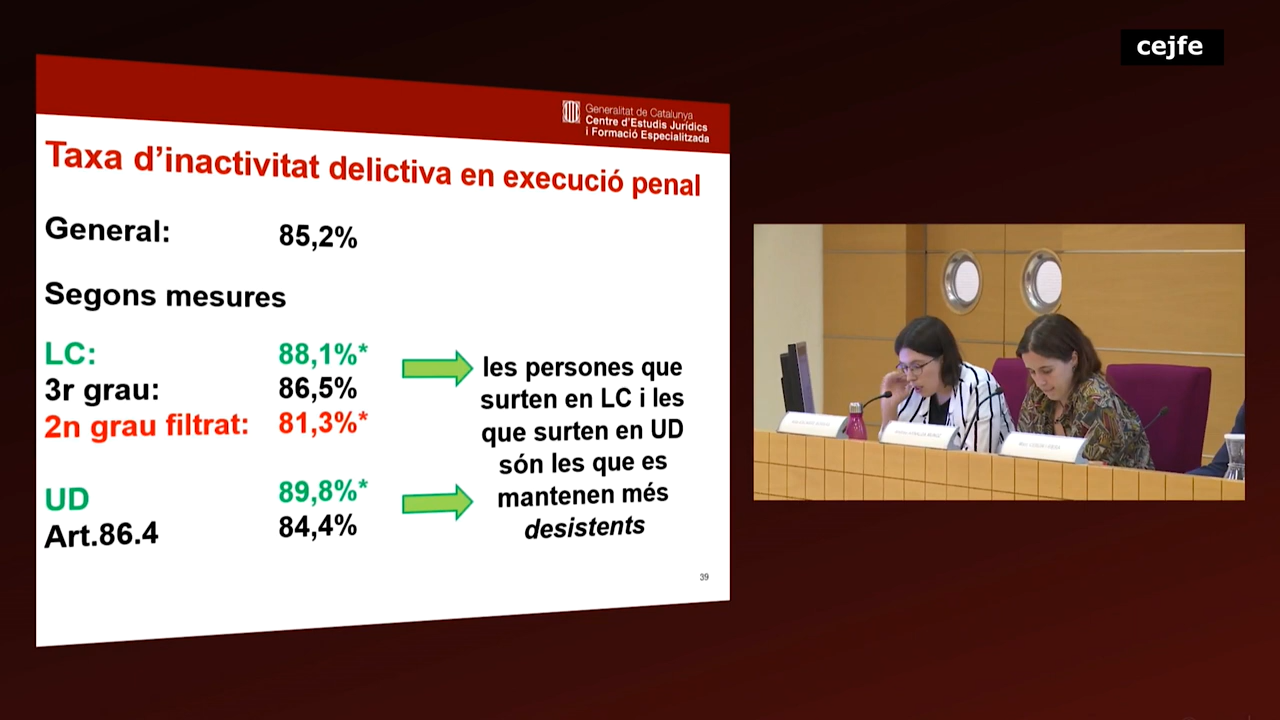 cejfe
Generalitat de Catalunya
Centre d'Estudis Jurídics
i Formació Especialitzada
Taxa d'inactivitat delictiva en execució penal
General: 85,2%
Segons mesures
LC: 88,1%*
3r grau: 86,5%
2n grau filtrat: 81,3%*
UD 89,8%*
Art.86.4 84,4%
les persones que
surten en LC i les
que surten en UD
són les que es
mantenen més
desistents
39